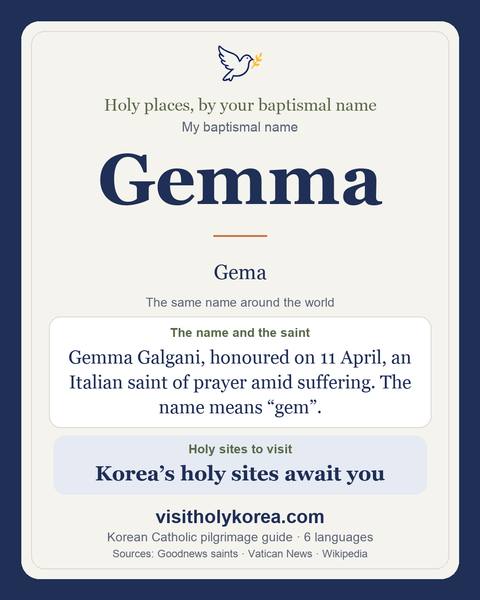 Holy places, by your baptismal name
My baptismal name
Gemma
Gema
The same name around the world
The name and the saint
Gemma Galgani, honoured on 11 April, an
Italian saint of prayer amid suffering. The
name means “gem”.
Holy sites to visit
Korea’s holy sites await you
visitholykorea.com
Korean Catholic pilgrimage guide · 6 languages
Sources: Goodnews saints · Vatican News · Wikipedia